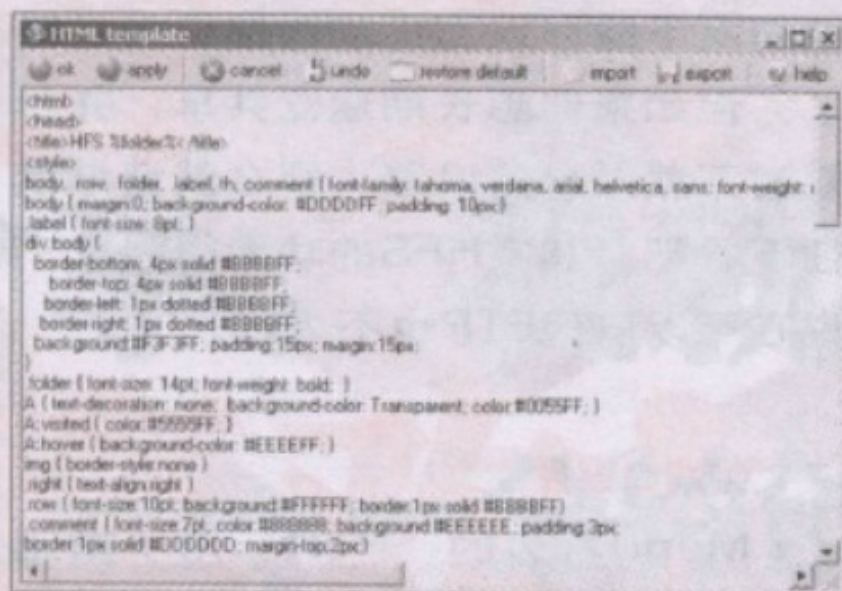 HTML template
ok apply cancel undo restore default import export help
<html>
<head>
<title>HFS %folder%</title>
<style>
body, .row, .folder, .label, th, .comment { font-family: tahoma, verdana, arial, helvetica, sans; font-weight:
body { margin:0; background-color: #DDDDFF; padding: 10px;}
.label { font-size: 8pt; }
div.body {
border-bottom: 4px solid #BBBBFF;
border-top: 4px solid #BBBBFF;
border-left: 1px dotted #BBBBFF;
border-right: 1px dotted #BBBBFF;
background:#F3F3FF; padding:15px; margin:15px;
}
.folder { font-size: 14pt; font-weight: bold; }
A { text-decoration: none; background-color: Transparent; color:#0055FF; }
A:visited { color:#5555FF; }
A:hover { background-color: #EEEEFF; }
img { border-style:none }
.right { text-align:right }
.row { font-size:10pt; background:#FFFFFF; border:1px solid #BBBBFF}
.comment { font-size:7pt; color:#888888; background:#EEEEEE; padding:3px;
border:1px solid #DDDDDD; margin-top:2px;}